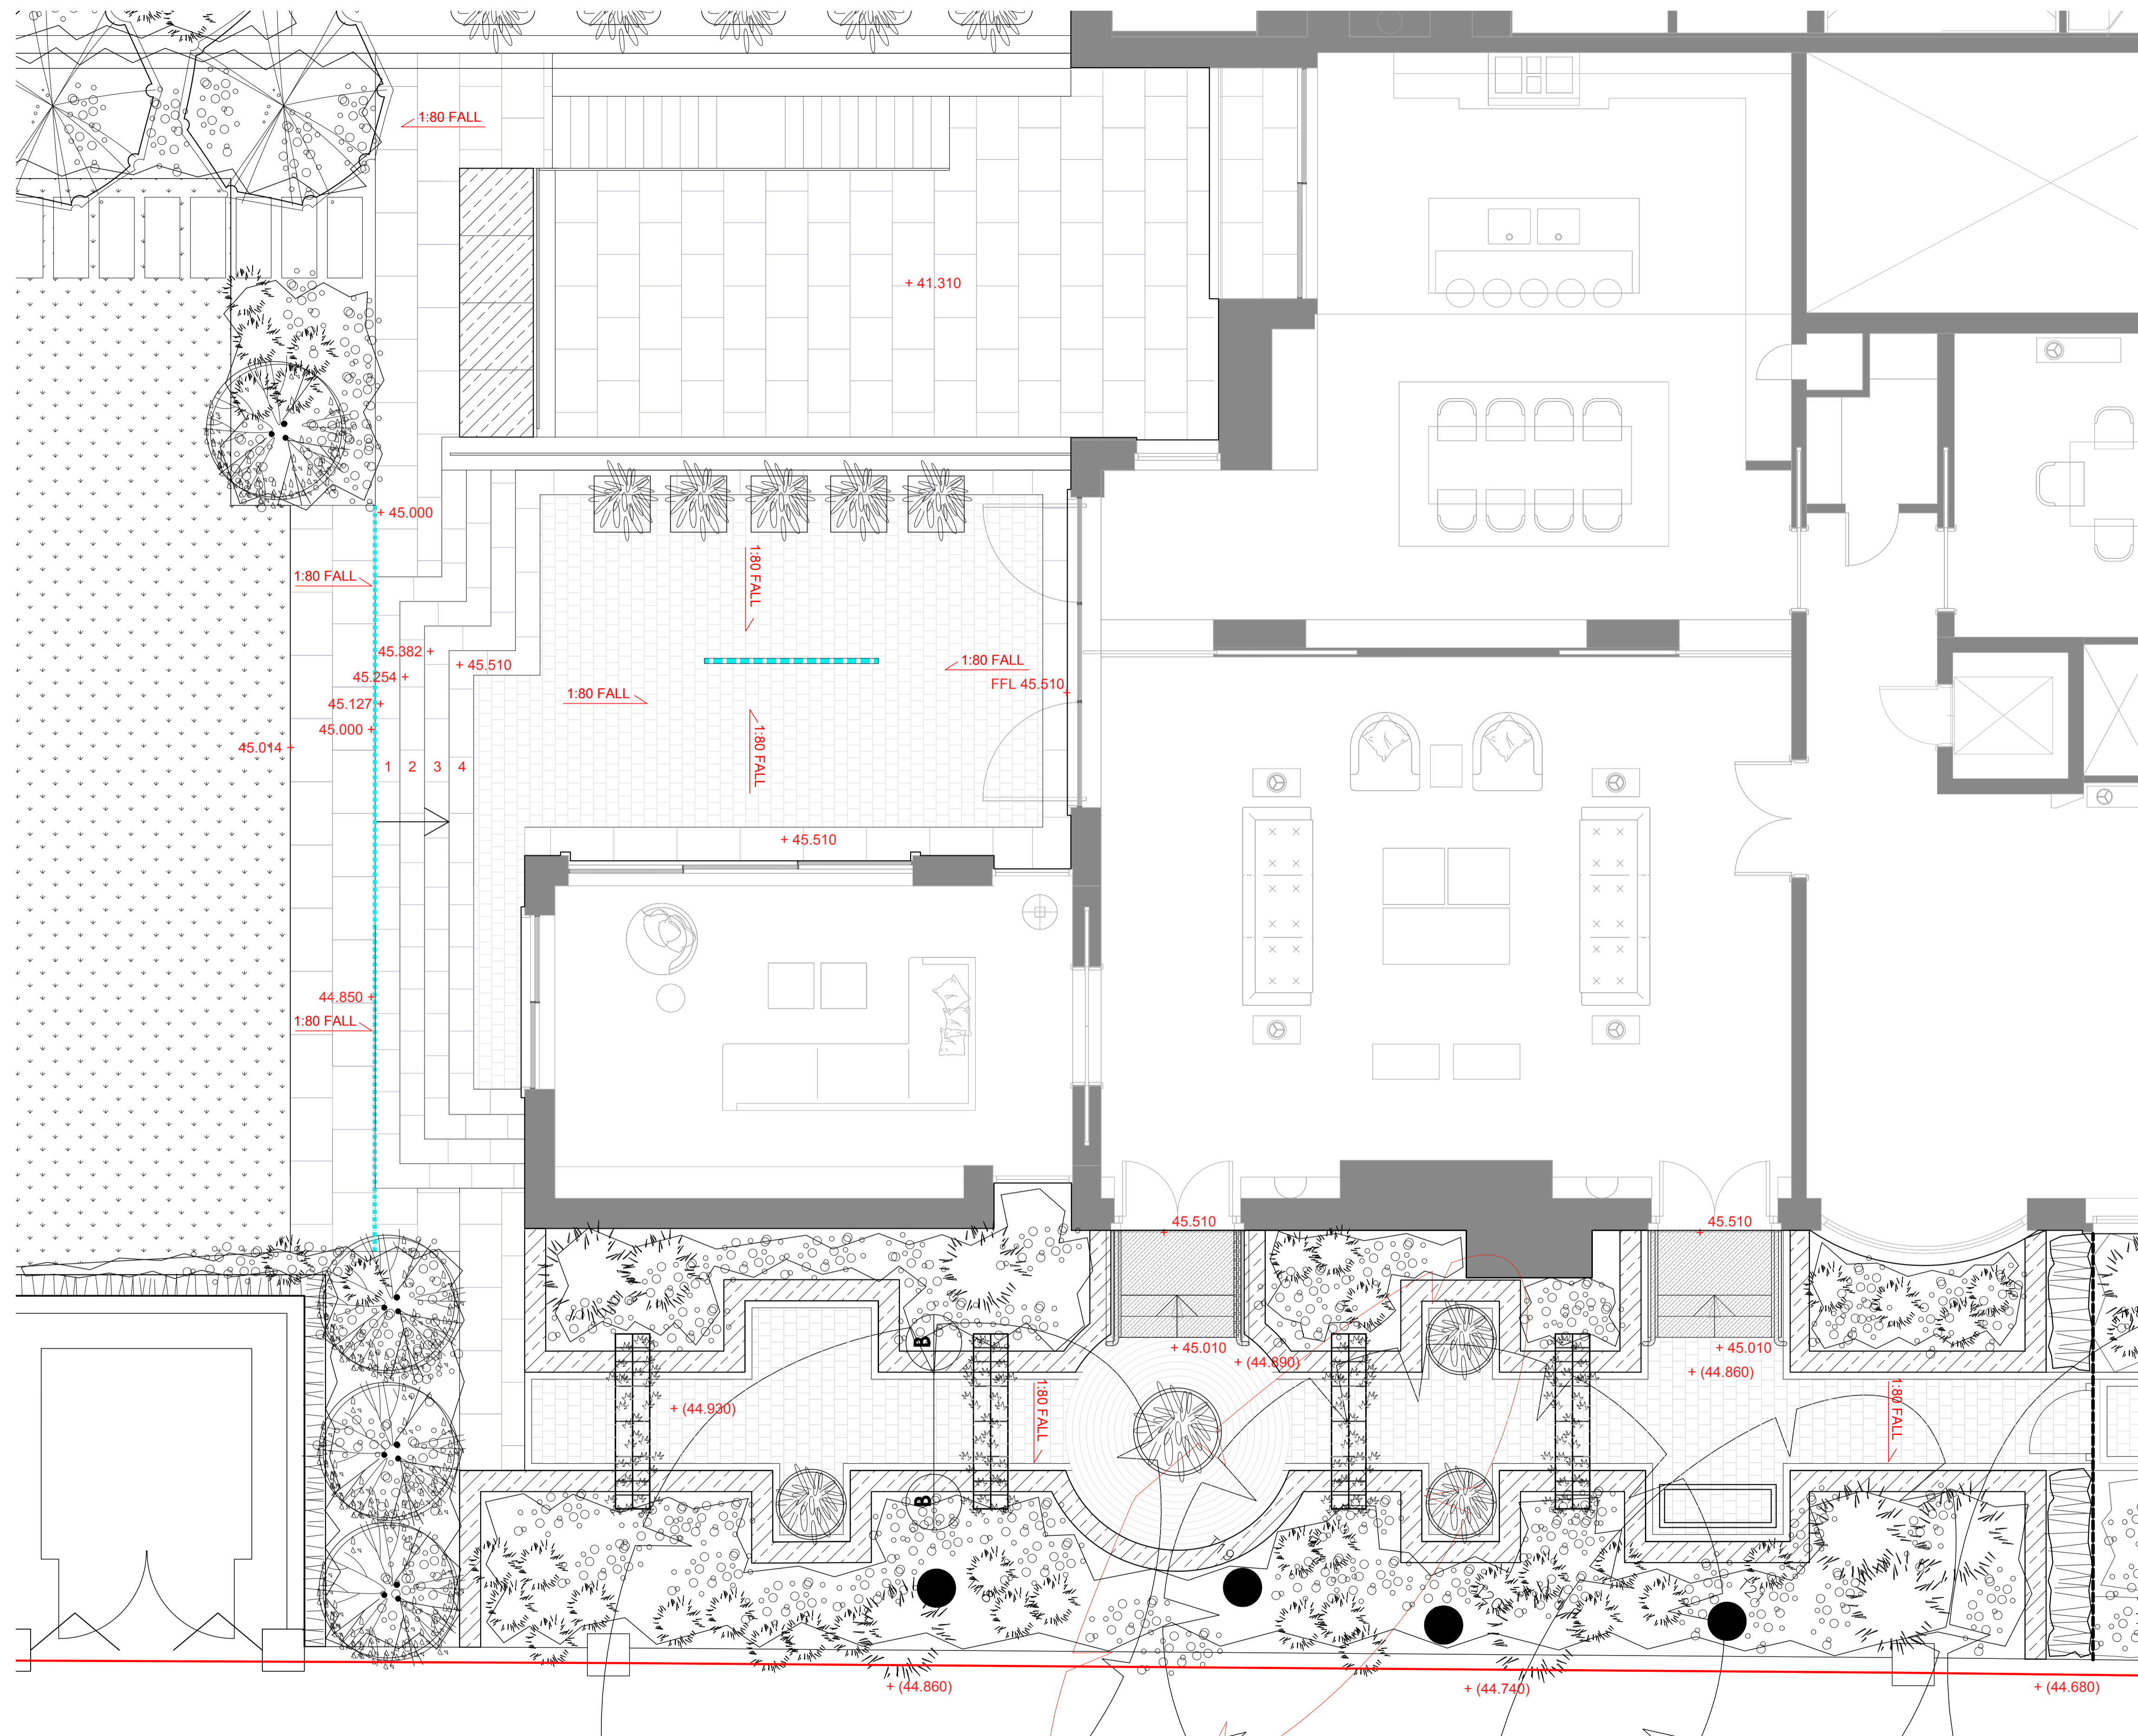 1:80 FALL
+ 41.310
+ 45.000
1:80 FALL
1:80 FALL
45.382 +
+ 45.510
1:80 FALL
45.254 +
FFL 45.510
+
1:80 FALL
45.127 +
45.000 +
1:80 FALL
45.014 +
1 2 3 4
+ 45.510
44.850 +
1:80 FALL
45.510
+
45.510
+
B
+ 45.010
+ 45.010
+ (44.890)
+ (44.860)
1:80 FALL
1:80 FALL
+ (44.930)
B
+ (44.860)
+ (44.740)
+ (44.680)